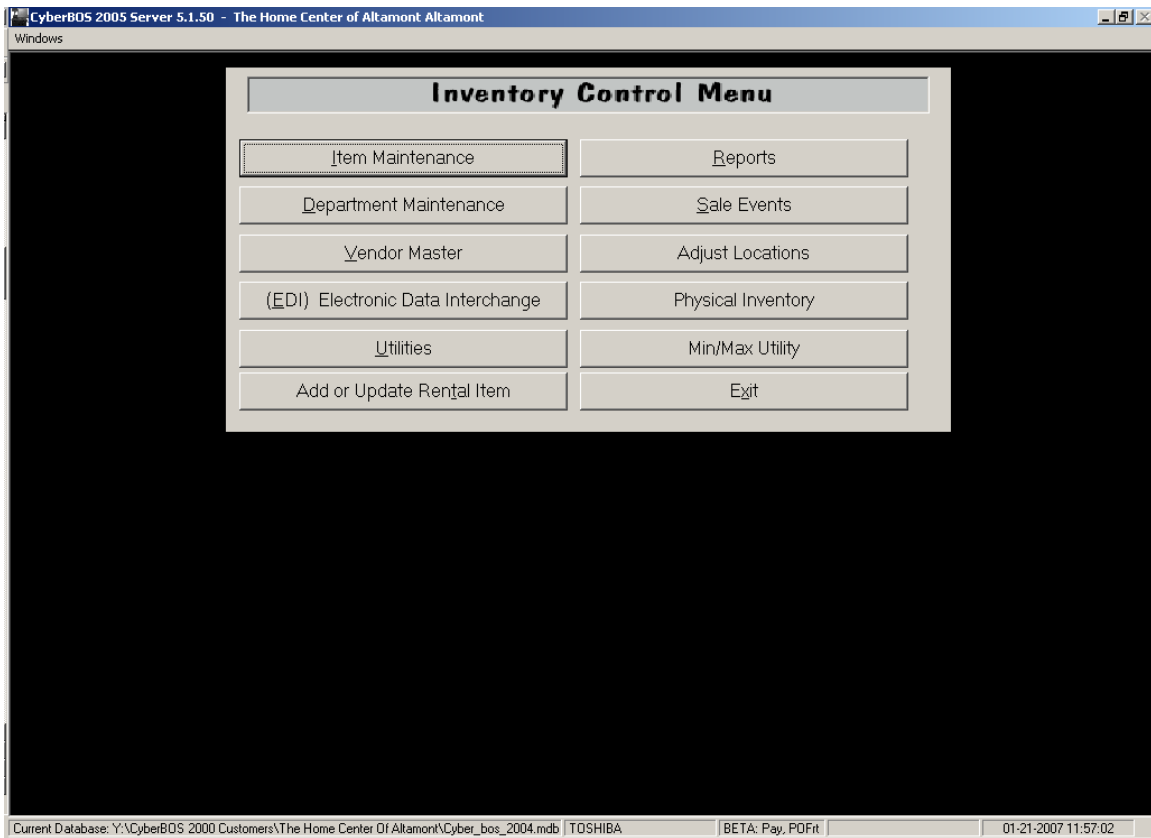 CyberBOS 2005 Server 5.1.50 - The Home Center of Altamont Altamont
Windows
Inventory Control Menu
Item Maintenance
Reports
Department Maintenance
Sale Events
Vendor Master
Adjust Locations
(EDI) Electronic Data Interchange
Physical Inventory
Utilities
Min/Max Utility
Add or Update Rental Item
Exit
Current Database: Y:\CyberBOS 2000 Customers\The Home Center Of Altamont\Cyber_bos_2004.mdb TOSHIBA BETA: Pay, POFrt 01-21-2007 11:57:02